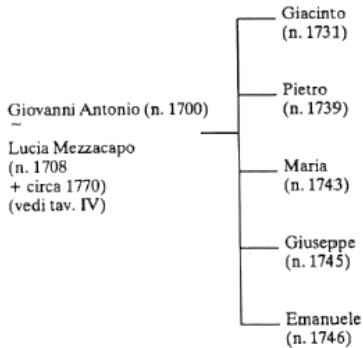 Giacinto
(n. 1731)
Pietro
(n. 1739)
Giovanni Antonio (n. 1700)
~
Lucia Mezzacapo
(n. 1708
+ circa 1770)
(vedi tav. IV)
Maria
(n. 1743)
Giuseppe
(n. 1745)
Emanuele
(n. 1746)